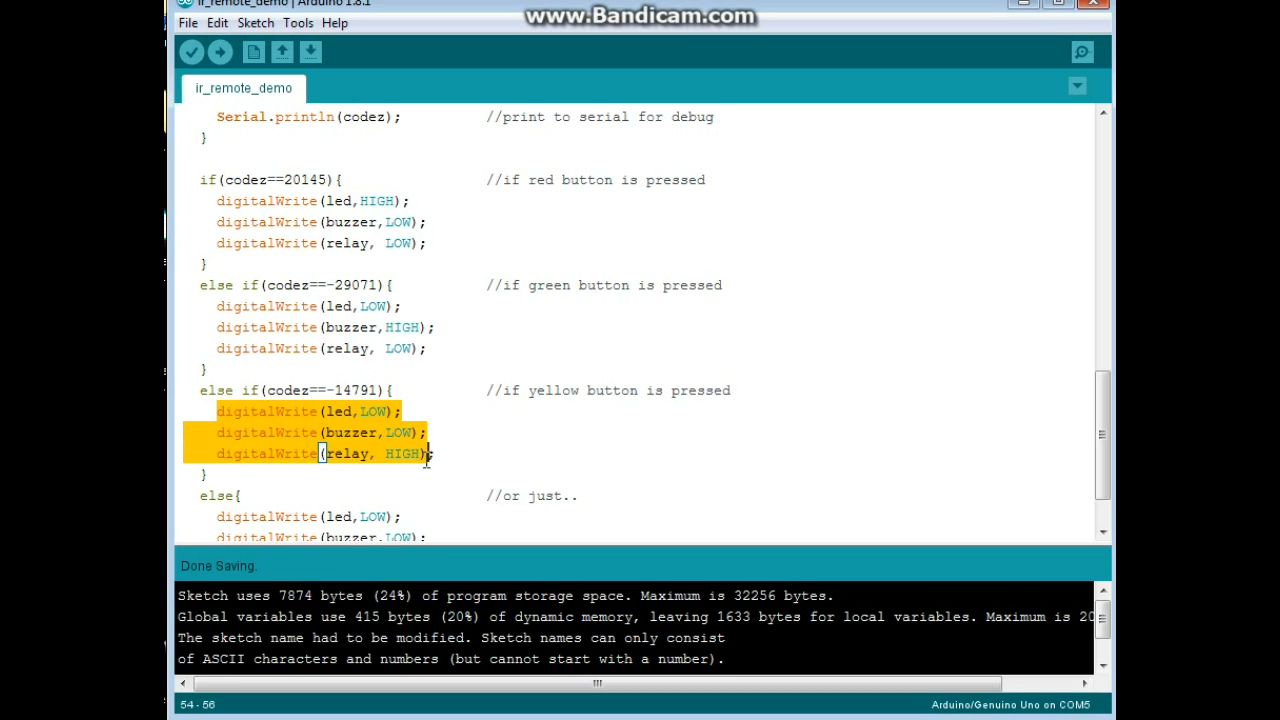 ir_remote_demo | Arduino 1.8.1
www.Bandicam.com
File Edit Sketch Tools Help
ir_remote_demo
Serial.println(codez); //print to serial for debug
}
if(codez==20145){ //if red button is pressed
digitalWrite(led,HIGH);
digitalWrite(buzzer,LOW);
digitalWrite(relay, LOW);
}
else if(codez==-29071){ //if green button is pressed
digitalWrite(led,LOW);
digitalWrite(buzzer,HIGH);
digitalWrite(relay, LOW);
}
else if(codez==-14791){ //if yellow button is pressed
digitalWrite(led,LOW);
digitalWrite(buzzer,LOW);
digitalWrite(relay, HIGH);
}
else{ //or just..
digitalWrite(led,LOW);
digitalWrite(buzzer,LOW);
Done Saving.
Sketch uses 7874 bytes (24%) of program storage space. Maximum is 32256 bytes.
Global variables use 415 bytes (20%) of dynamic memory, leaving 1633 bytes for local variables. Maximum is 20
The sketch name had to be modified. Sketch names can only consist
of ASCII characters and numbers (but cannot start with a number).
54 - 56 Arduino/Genuino Uno on COM5